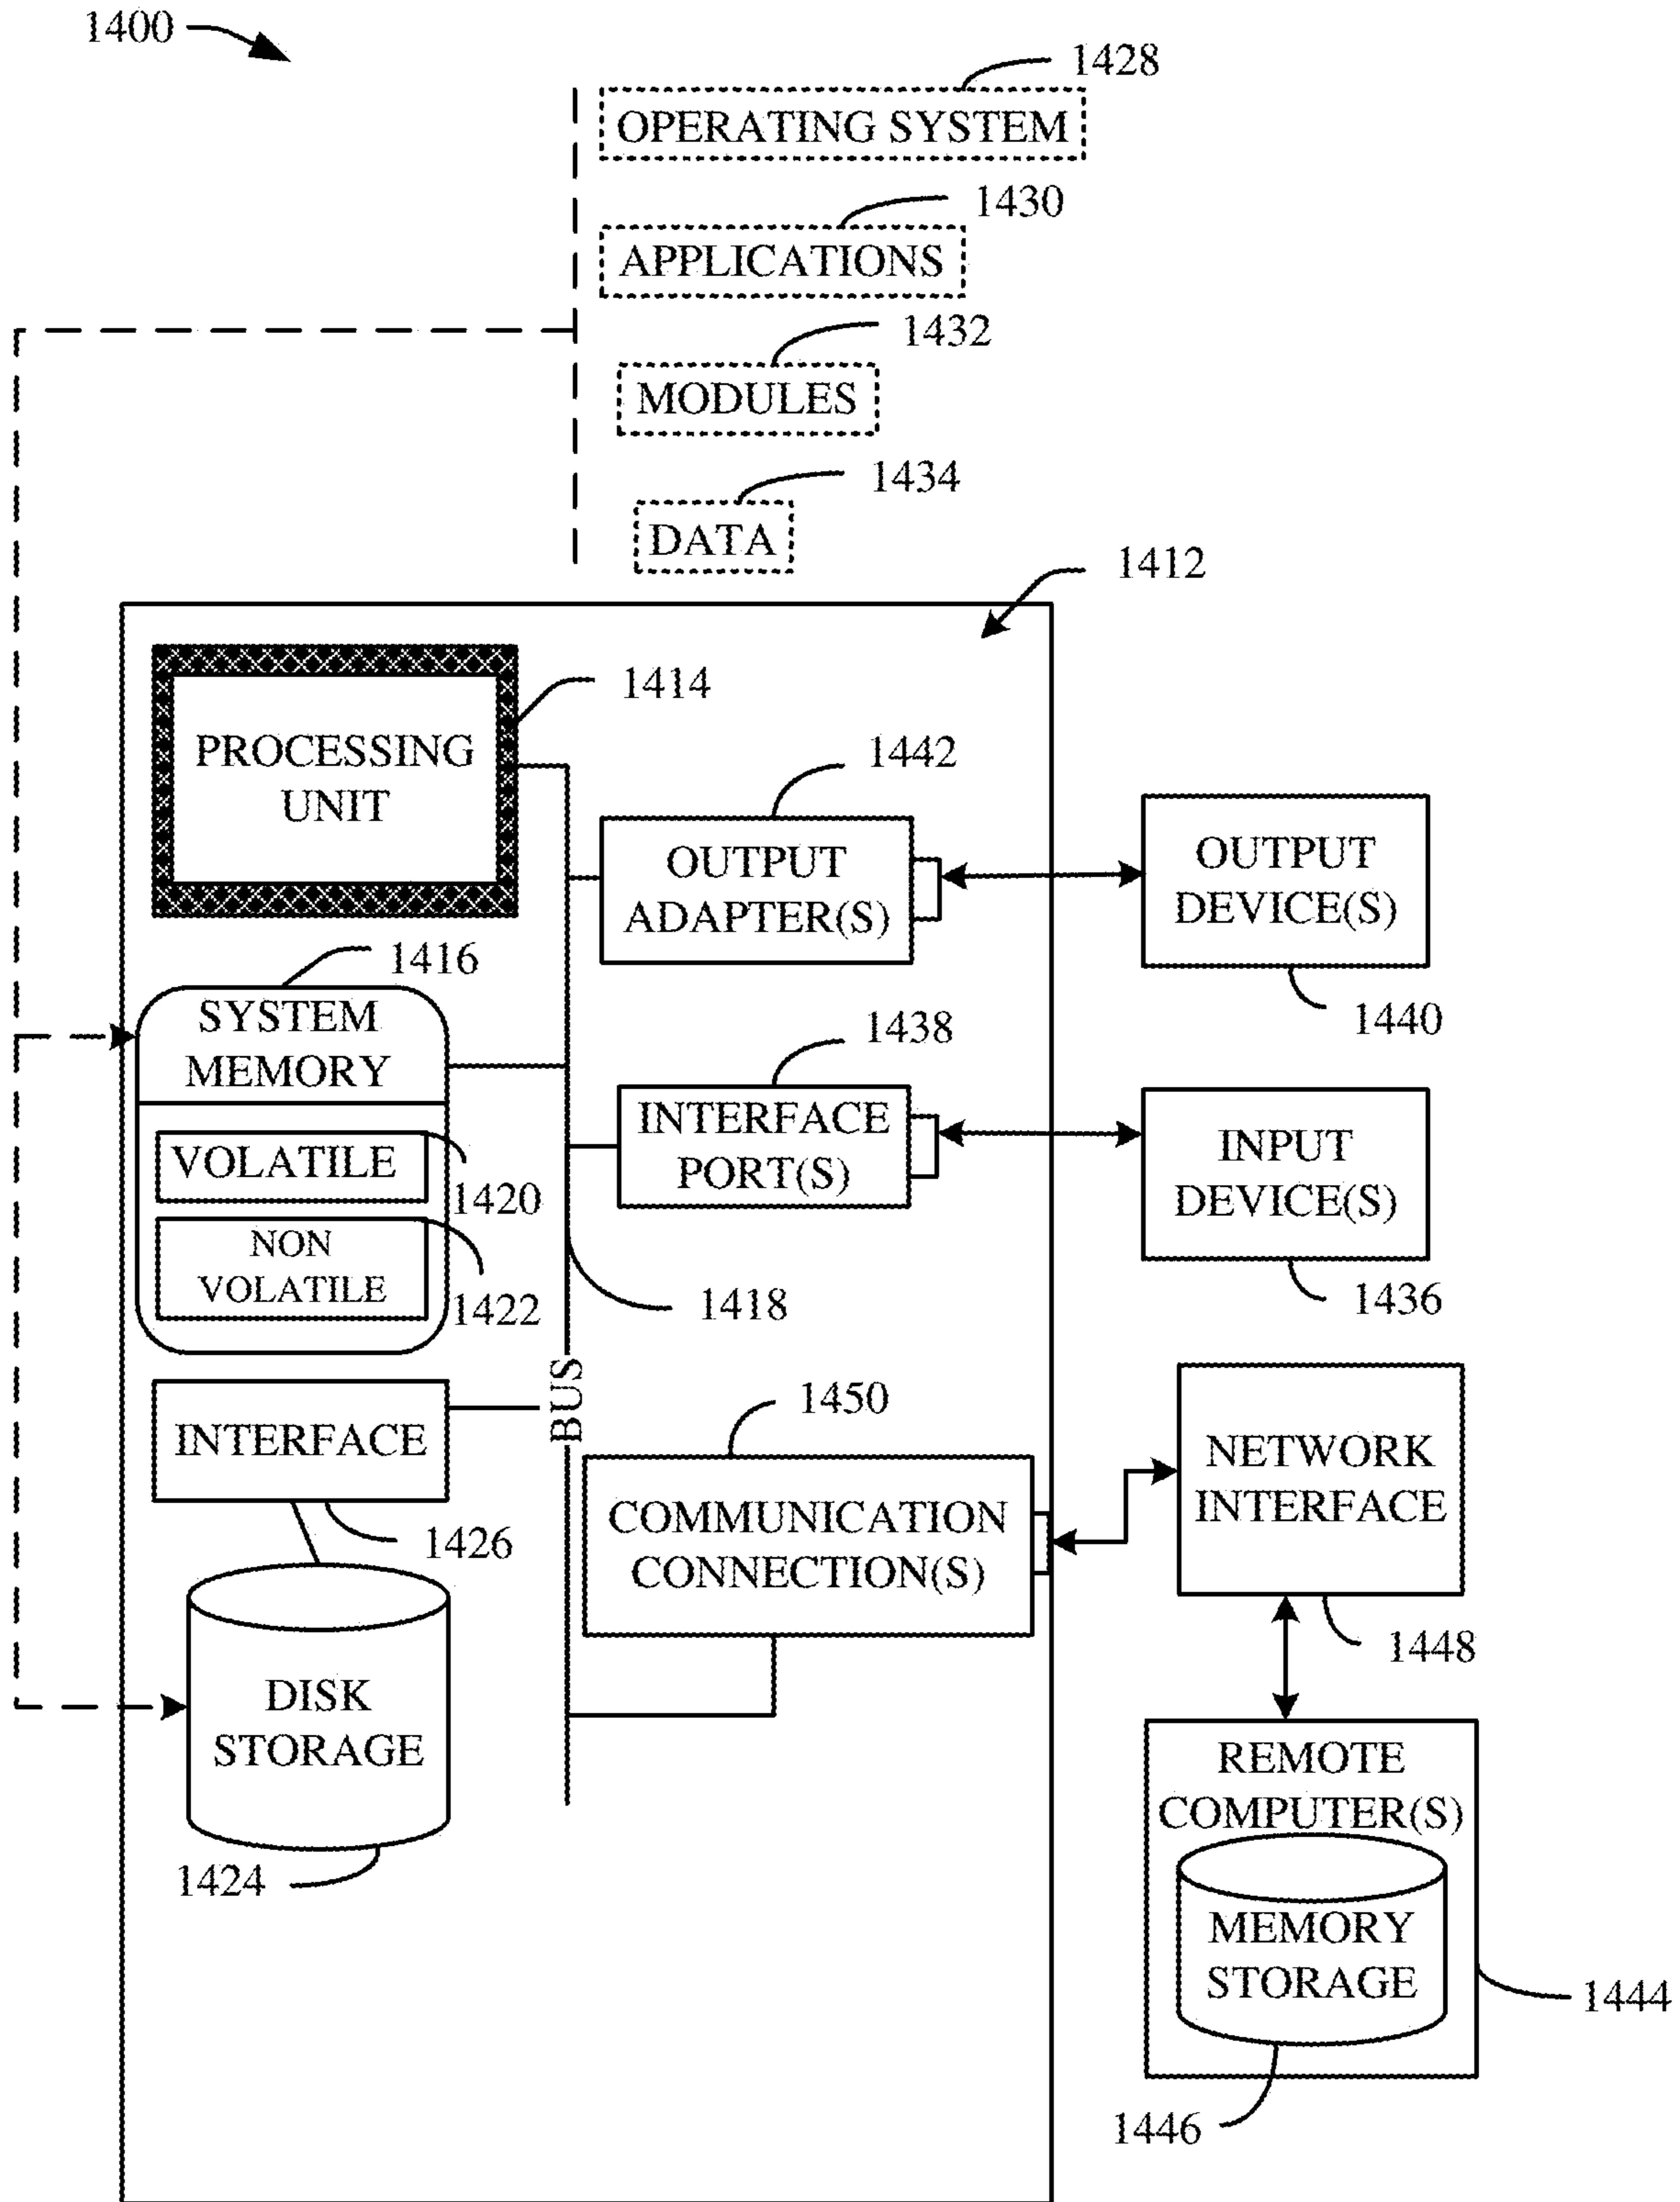 1400
1428
OPERATING SYSTEM
1430
APPLICATIONS
1432
MODULES
1434
DATA
1412
1414
PROCESSING
UNIT
1442
OUTPUT
ADAPTER(S)
OUTPUT
DEVICE(S)
1440
1416
SYSTEM
MEMORY
VOLATILE
1420
NON
VOLATILE
1422
1438
INTERFACE
PORT(S)
INPUT
DEVICE(S)
1436
1418
BUS
INTERFACE
1426
1450
COMMUNICATION
CONNECTION(S)
NETWORK
INTERFACE
1448
DISK
STORAGE
1424
REMOTE
COMPUTER(S)
MEMORY
STORAGE
1444
1446